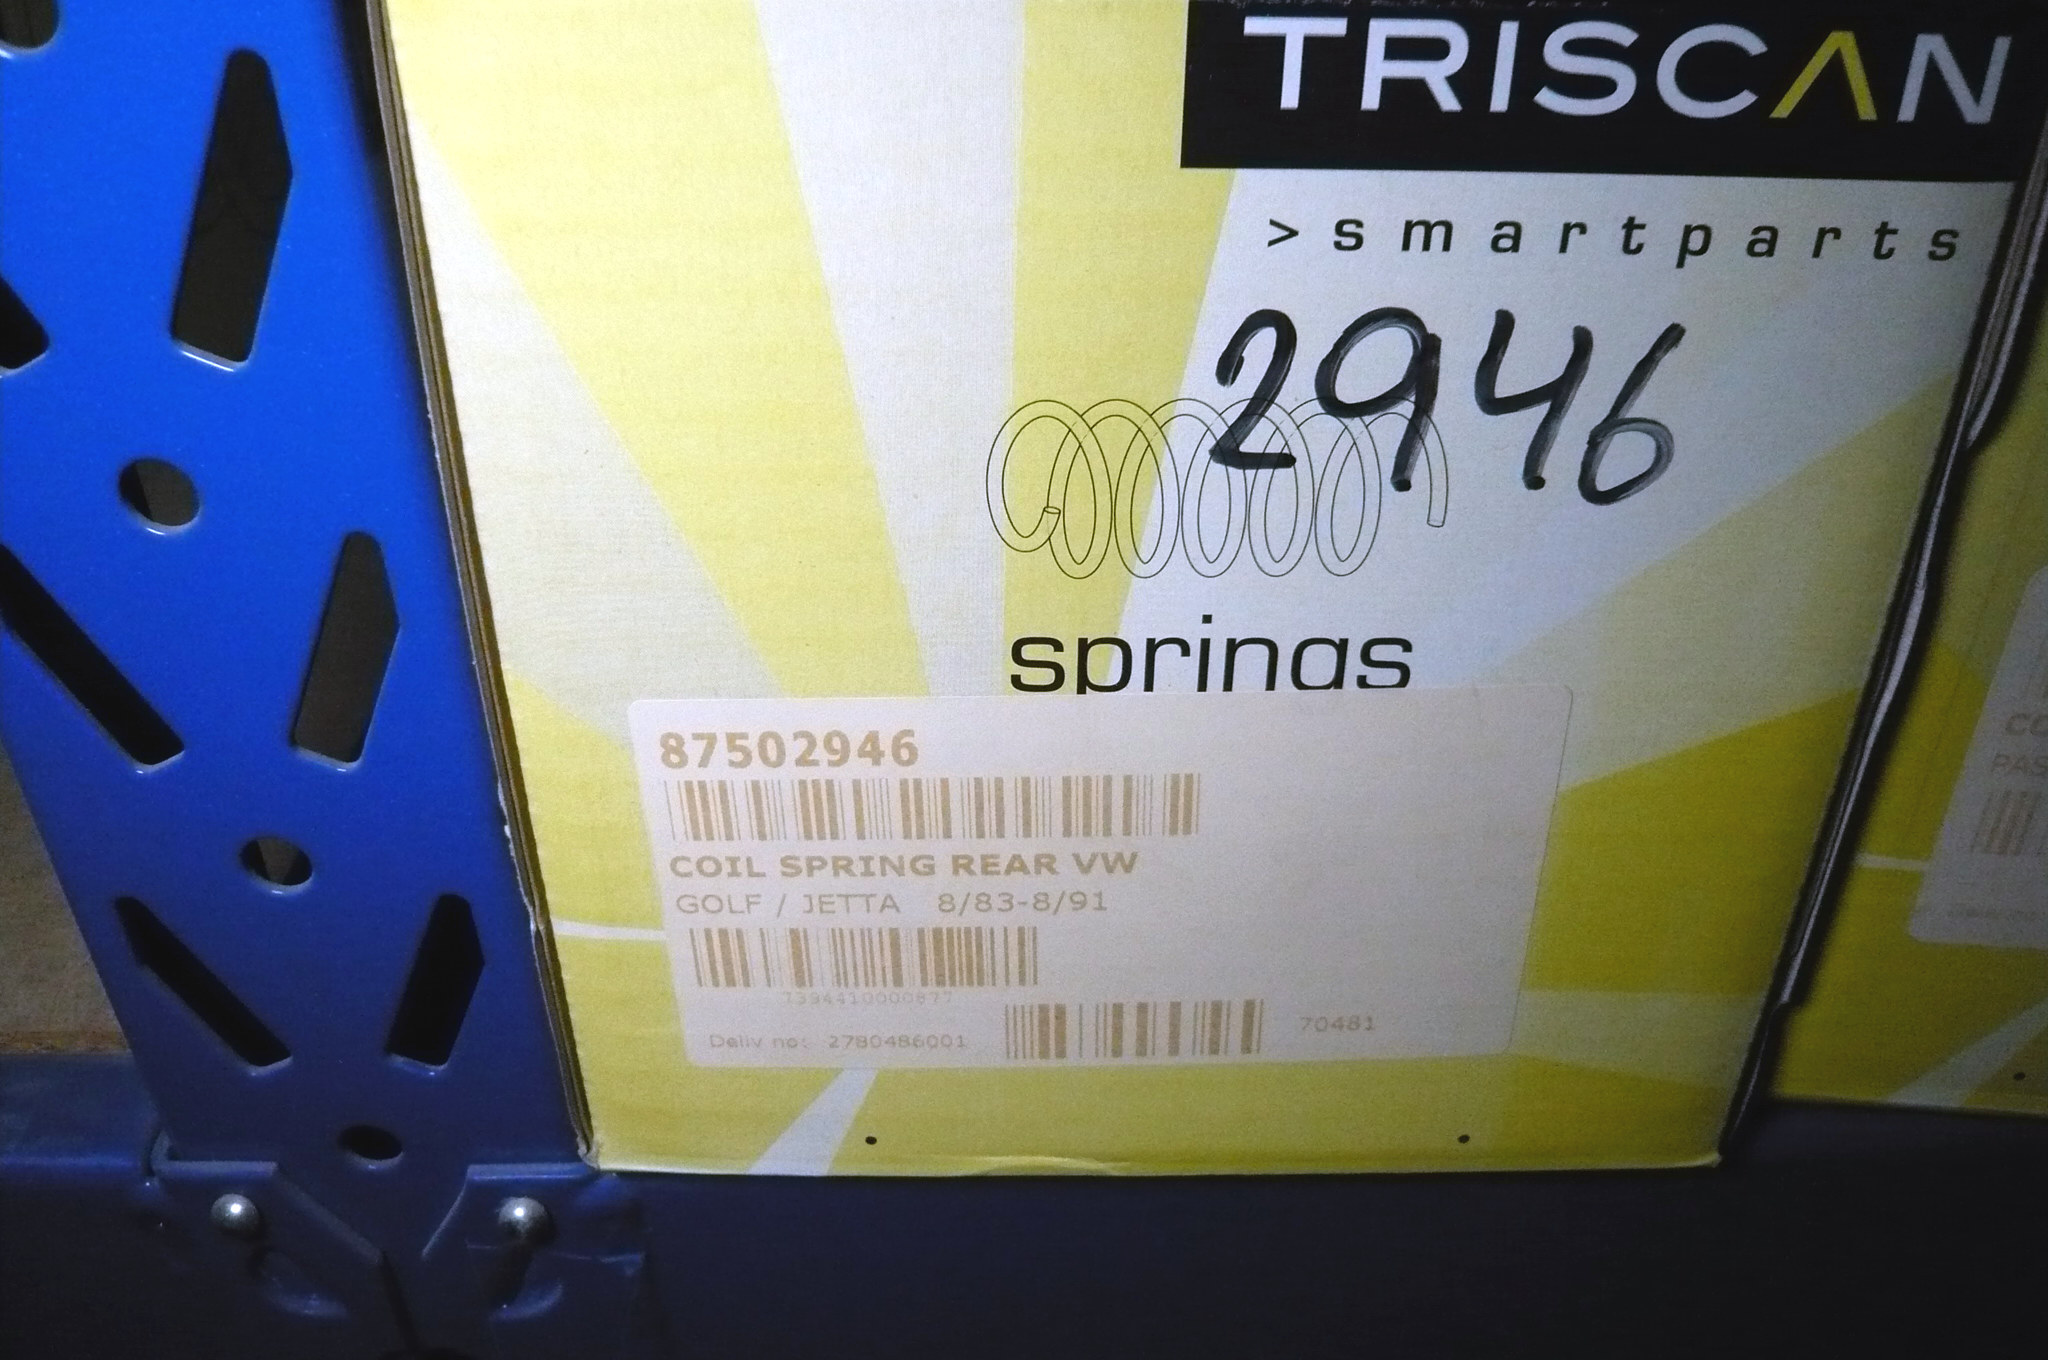 TRISCAN
>smartparts
2946
springs
87502946
COIL SPRING REAR VW
GOLF / JETTA 8/83-8/91
Deliv no: 2780486001
70481